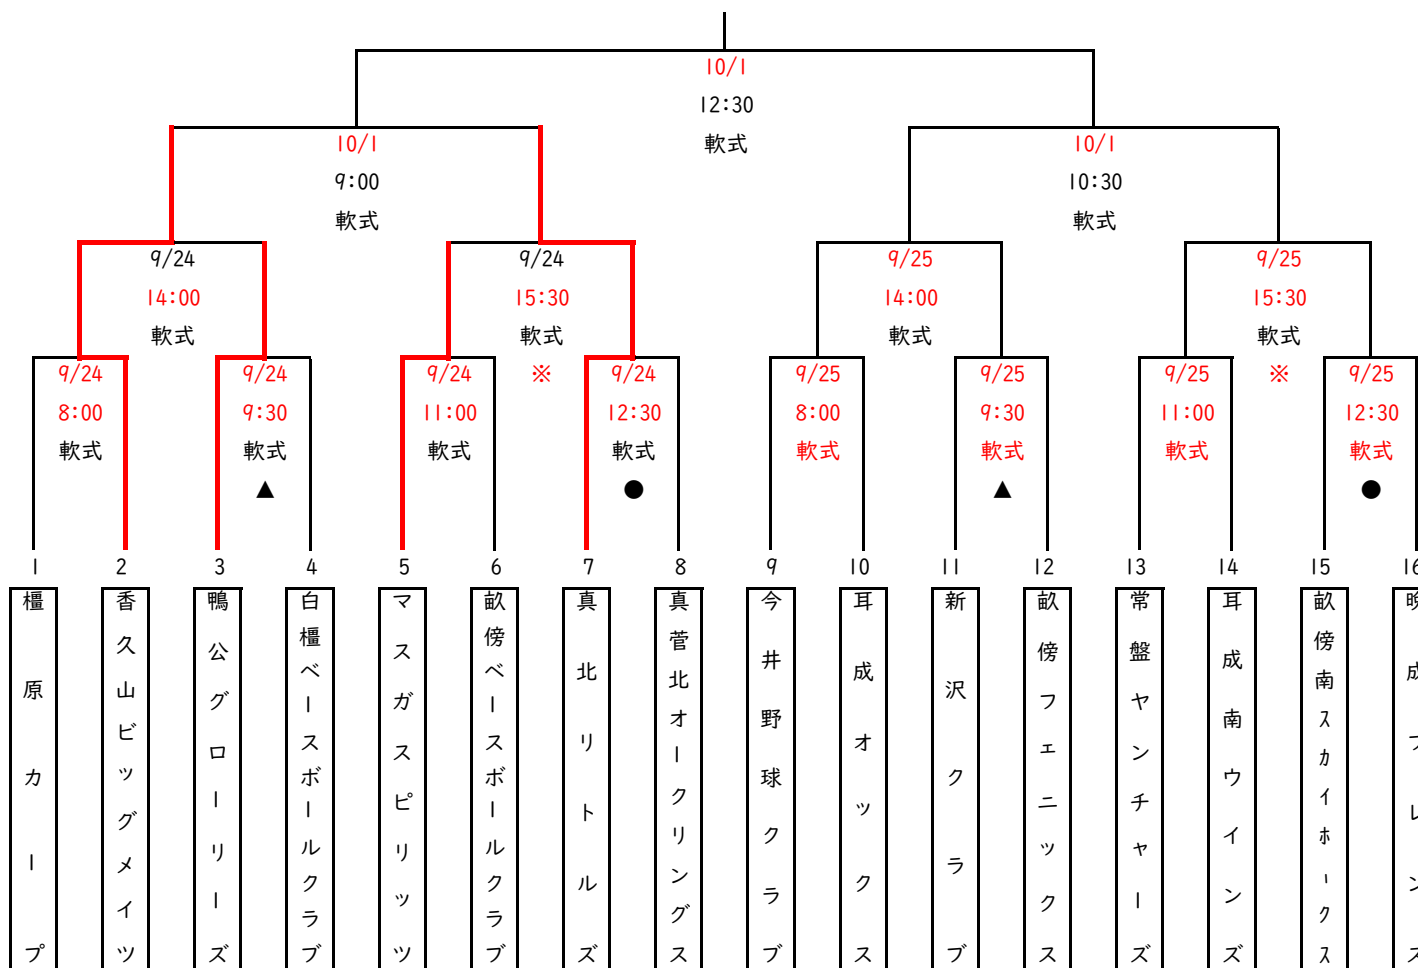 10/1
12:30
軟式
10/1
9:00
軟式
10/1
10:30
軟式
9/24
14:00
軟式
9/24
15:30
軟式
※
9/25
14:00
軟式
9/25
15:30
軟式
※
9/24
8:00
軟式
9/24
9:30
軟式
▲
9/24
11:00
軟式
9/24
12:30
軟式
●
9/25
8:00
軟式
9/25
9:30
軟式
▲
9/25
11:00
軟式
9/25
12:30
軟式
●
1
橿原カープ
2
香久山ビッグメイツ
3
鴨公グローリーズ
4
白橿ベースボールクラブ
5
マスガスピリッツ
6
畝傍ベースボールクラブ
7
真北リトルズ
8
真菅北オークリングス
9
今井野球クラブ
10
耳成オックス
11
新沢クラブ
12
畝傍フェニックス
13
常盤ヤンチャーズ
14
耳成南ウインズ
15
畝傍南スカイホークス
16